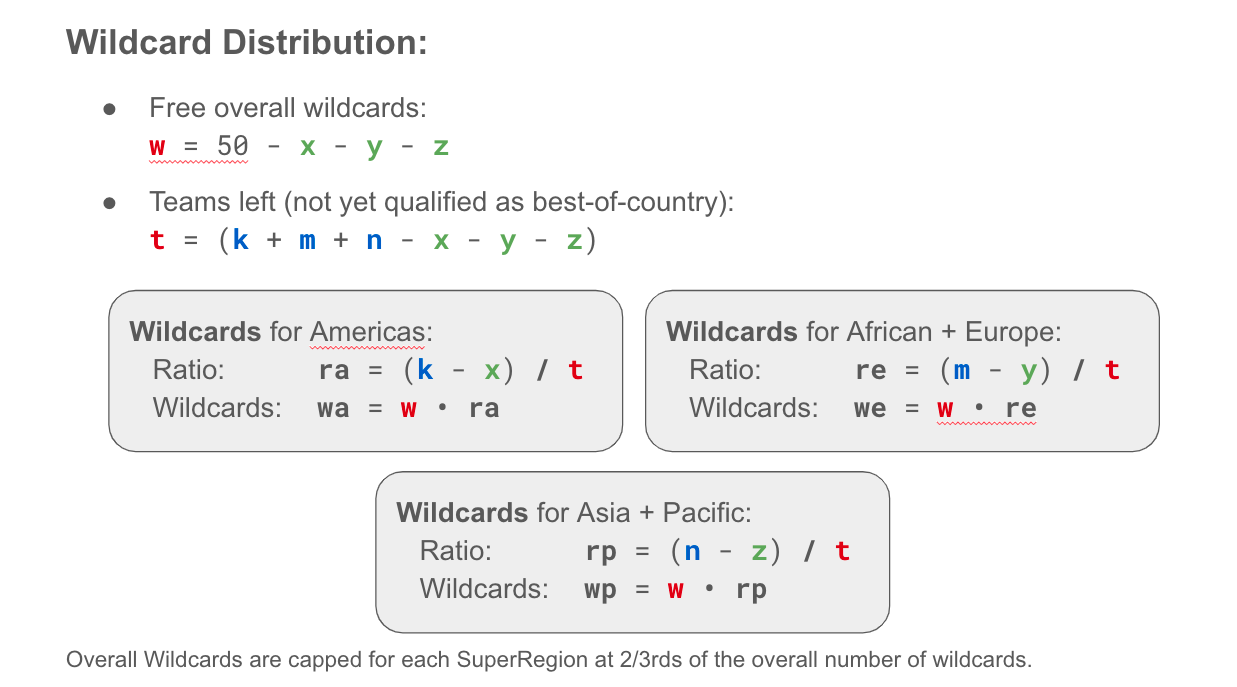 Wildcard Distribution:
● Free overall wildcards:
w = 50 - x - y - z
● Teams left (not yet qualified as best-of-country):
t = (k + m + n - x - y - z)
Wildcards for Americas:
Ratio: ra = (k - x) / t
Wildcards: wa = w • ra
Wildcards for African + Europe:
Ratio: re = (m - y) / t
Wildcards: we = w • re
Wildcards for Asia + Pacific:
Ratio: rp = (n - z) / t
Wildcards: wp = w • rp
Overall Wildcards are capped for each SuperRegion at 2/3rds of the overall number of wildcards.